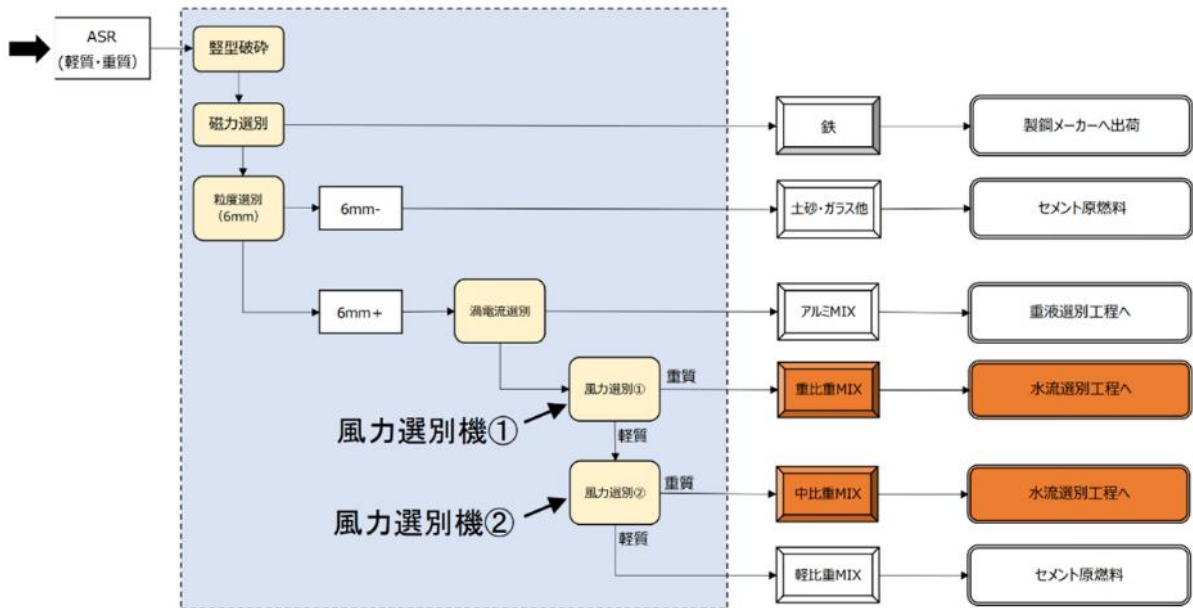 ASR
(軽質・重質)
竪型破砕
磁力選別
鉄
製鋼メーカーへ出荷
粒度選別
(6mm)
6mm-
土砂・ガラス他
セメント原燃料
6mm+
渦電流選別
アルミMIX
重液選別工程へ
風力選別①
重質
重比重MIX
水流選別工程へ
風力選別機①
軽質
風力選別②
重質
中比重MIX
水流選別工程へ
風力選別機②
軽質
軽比重MIX
セメント原燃料